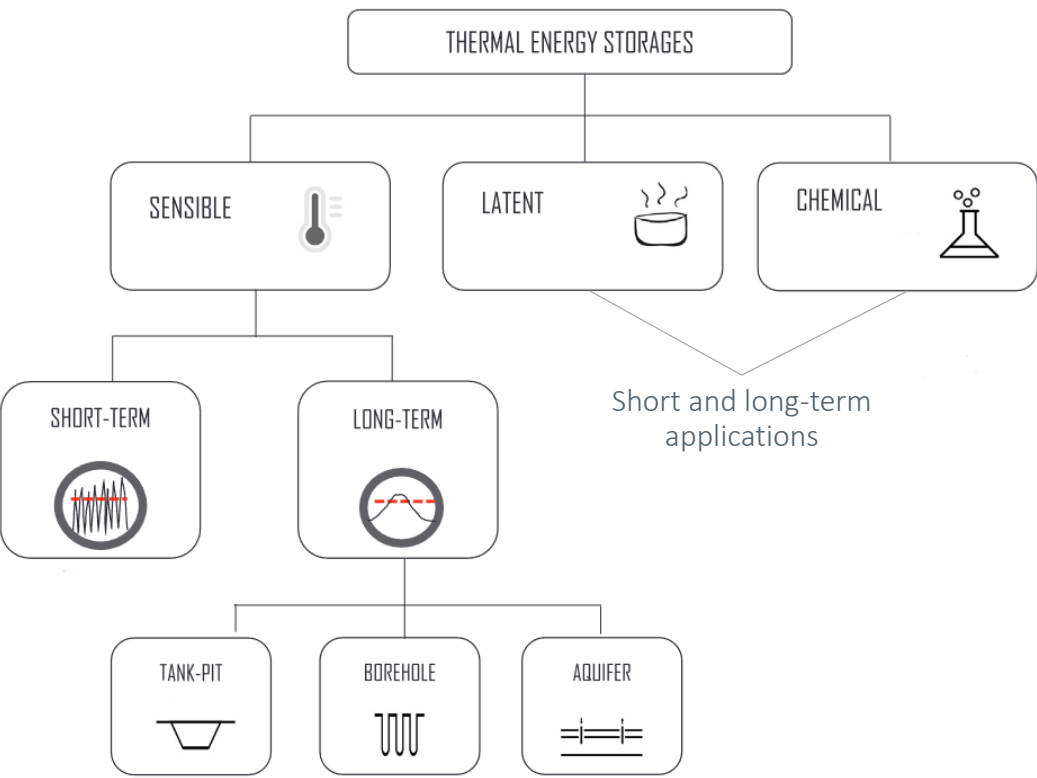 THERMAL ENERGY STORAGES
SENSIBLE
LATENT
CHEMICAL
SHORT-TERM
LONG-TERM
Short and long-term
applications
TANK-PIT
BOREHOLE
AQUIFER